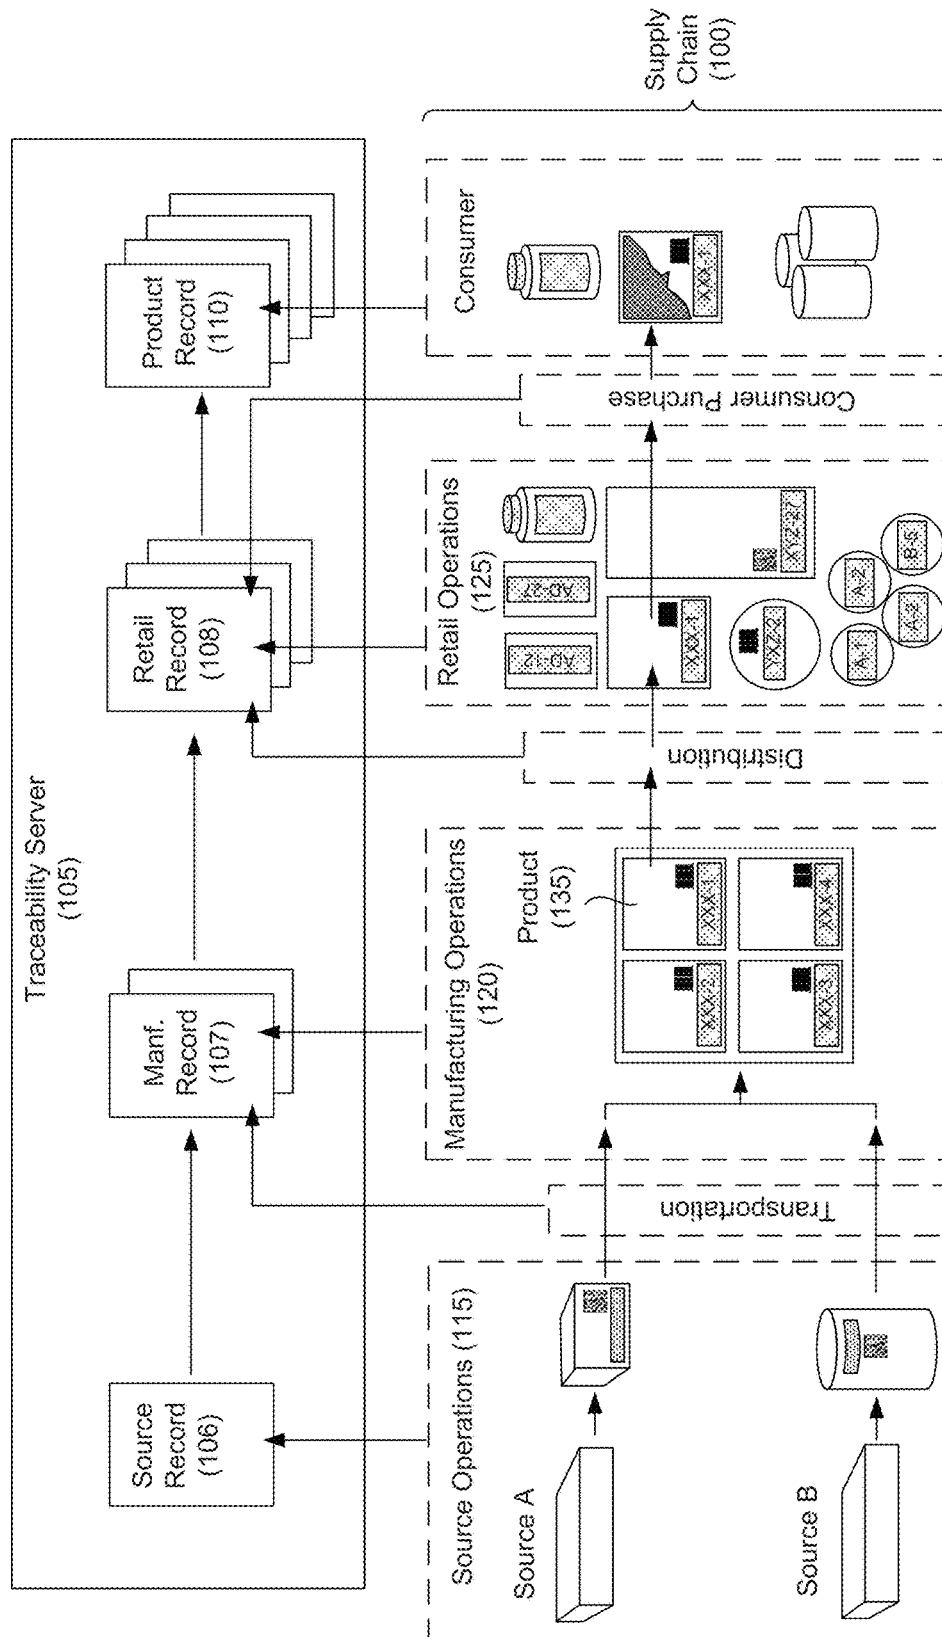 Traceability Server
(105)
Source
Record
(106)
Manf.
Record
(107)
Retail
Record
(108)
Product
Record
(110)
Source Operations (115)
Source A
Source B
Transportation
Manufacturing Operations
(120)
Product
(135)
XXX-2
XXX-1
XXX-3
XXX-4
Distribution
Retail Operations
(125)
AD-12
AD-27
XXX-1
XYZ-27
YXZ-2
A-1
A-2
A-3
B-5
Consumer Purchase
Consumer
XXX-1
Supply
Chain
(100)